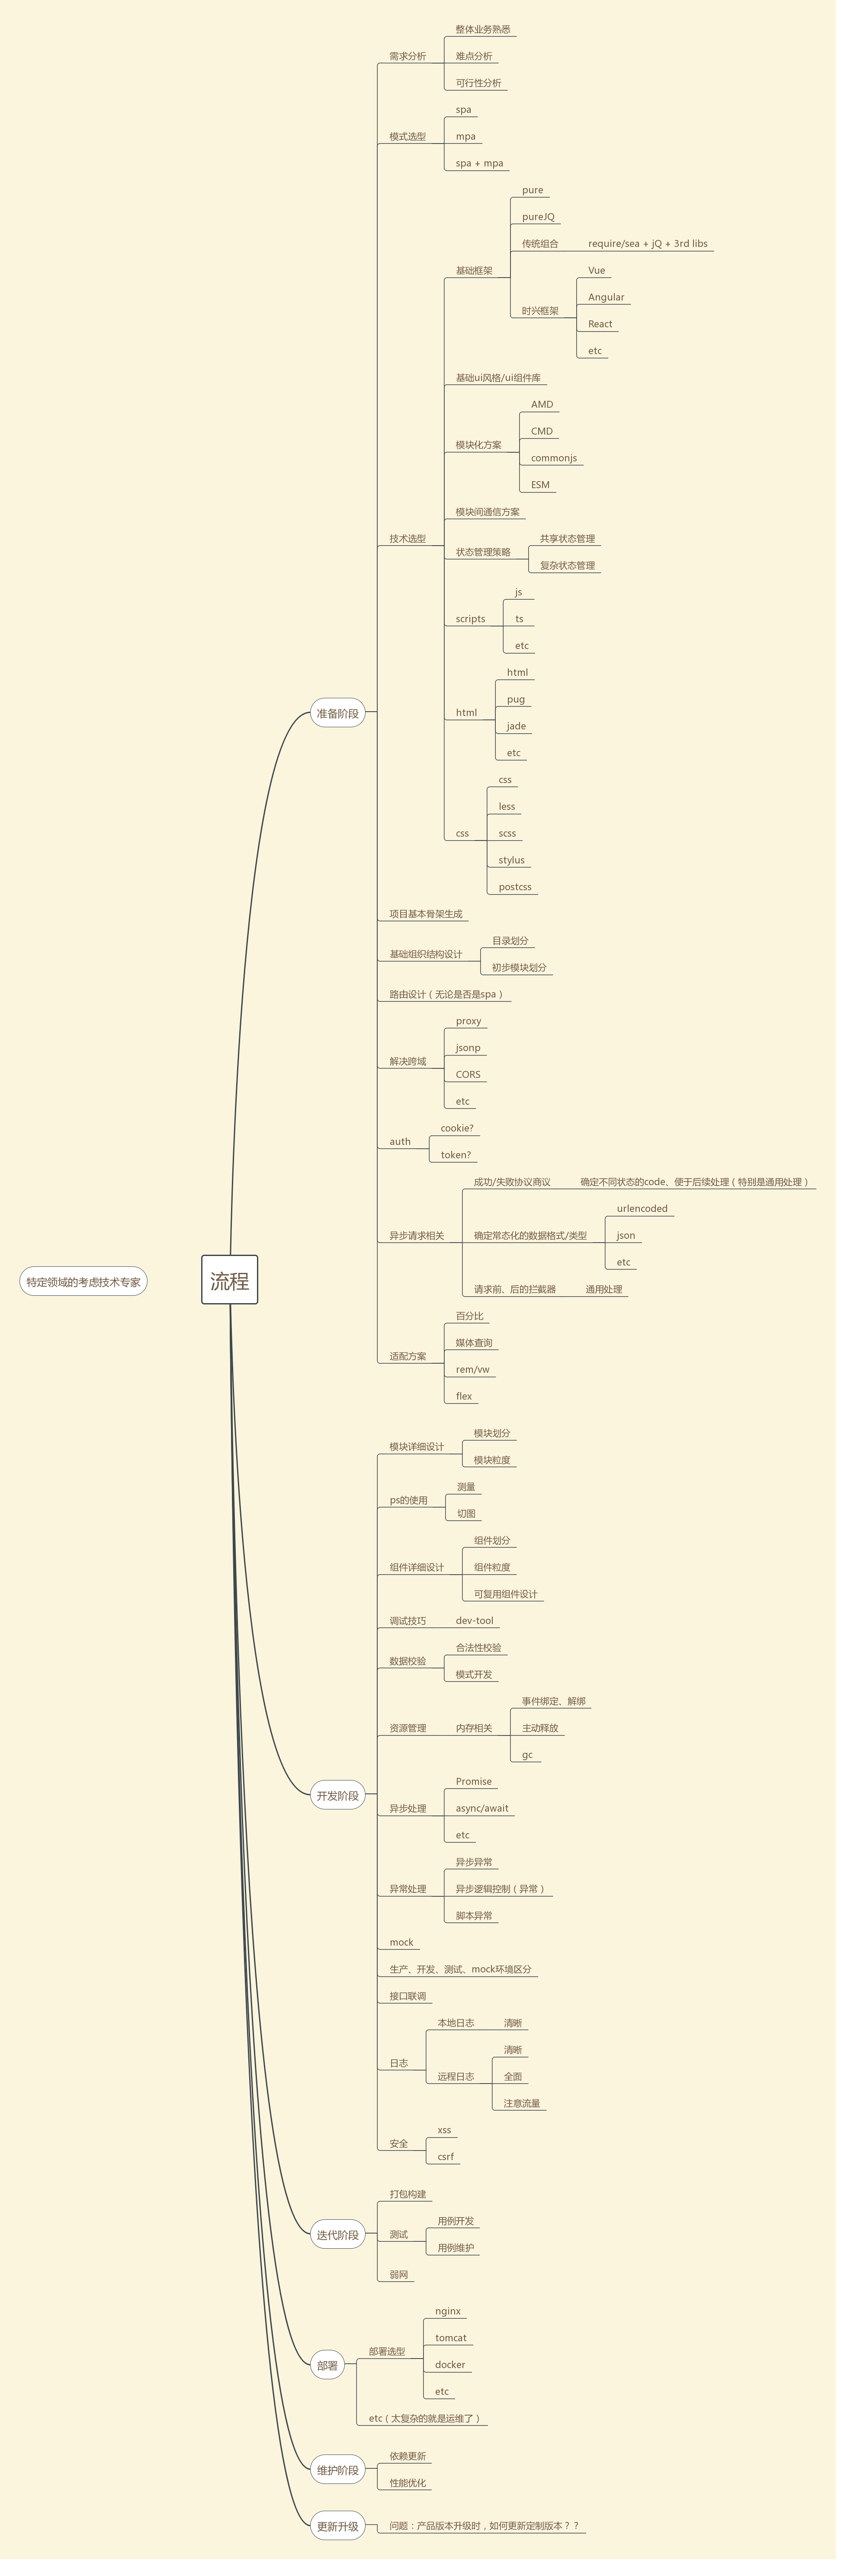 特定领域的考虑技术专家
流程
准备阶段
需求分析
整体业务熟悉
难点分析
可行性分析
模式选型
spa
mpa
spa + mpa
技术选型
基础框架
pure
pureJQ
传统组合
require/sea + jQ + 3rd libs
时兴框架
Vue
Angular
React
etc
基础ui风格/ui组件库
模块化方案
AMD
CMD
commonjs
ESM
模块间通信方案
状态管理策略
共享状态管理
复杂状态管理
scripts
js
ts
etc
html
html
pug
jade
etc
css
css
less
scss
stylus
postcss
项目基本骨架生成
基础组织结构设计
目录划分
初步模块划分
路由设计（无论是否是spa）
解决跨域
proxy
jsonp
CORS
etc
auth
cookie?
token?
异步请求相关
成功/失败协议商议
确定不同状态的code、便于后续处理（特别是通用处理）
确定常态化的数据格式/类型
urlencoded
json
etc
请求前、后的拦截器
通用处理
适配方案
百分比
媒体查询
rem/vw
flex
开发阶段
模块详细设计
模块划分
模块粒度
ps的使用
测量
切图
组件详细设计
组件划分
组件粒度
可复用组件设计
调试技巧
dev-tool
数据校验
合法性校验
模式开发
资源管理
内存相关
事件绑定、解绑
主动释放
gc
异步处理
Promise
async/await
etc
异常处理
异步异常
异步逻辑控制（异常）
脚本异常
mock
生产、开发、测试、mock环境区分
接口联调
日志
本地日志
清晰
远程日志
清晰
全面
注意流量
安全
xss
csrf
迭代阶段
打包构建
测试
用例开发
用例维护
弱网
部署
部署选型
nginx
tomcat
docker
etc
etc（太复杂的就是运维了）
维护阶段
依赖更新
性能优化
更新升级
问题：产品版本升级时，如何更新定制版本？？